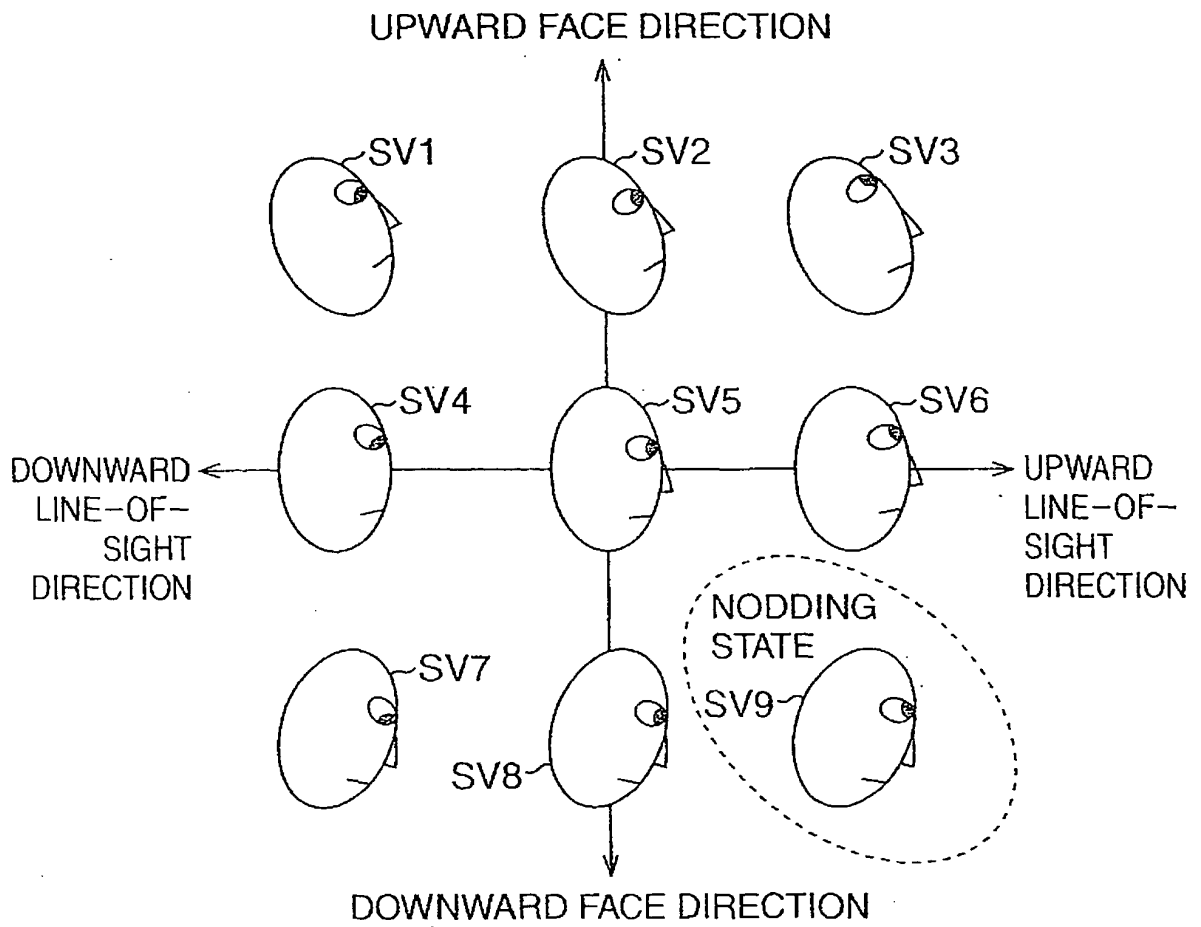 UPWARD FACE DIRECTION
SV1
SV2
SV3
SV4
SV5
SV6
DOWNWARD
LINE-OF-
SIGHT
DIRECTION
UPWARD
LINE-OF-
SIGHT
DIRECTION
NODDING
STATE
SV7
SV8
SV9
DOWNWARD FACE DIRECTION